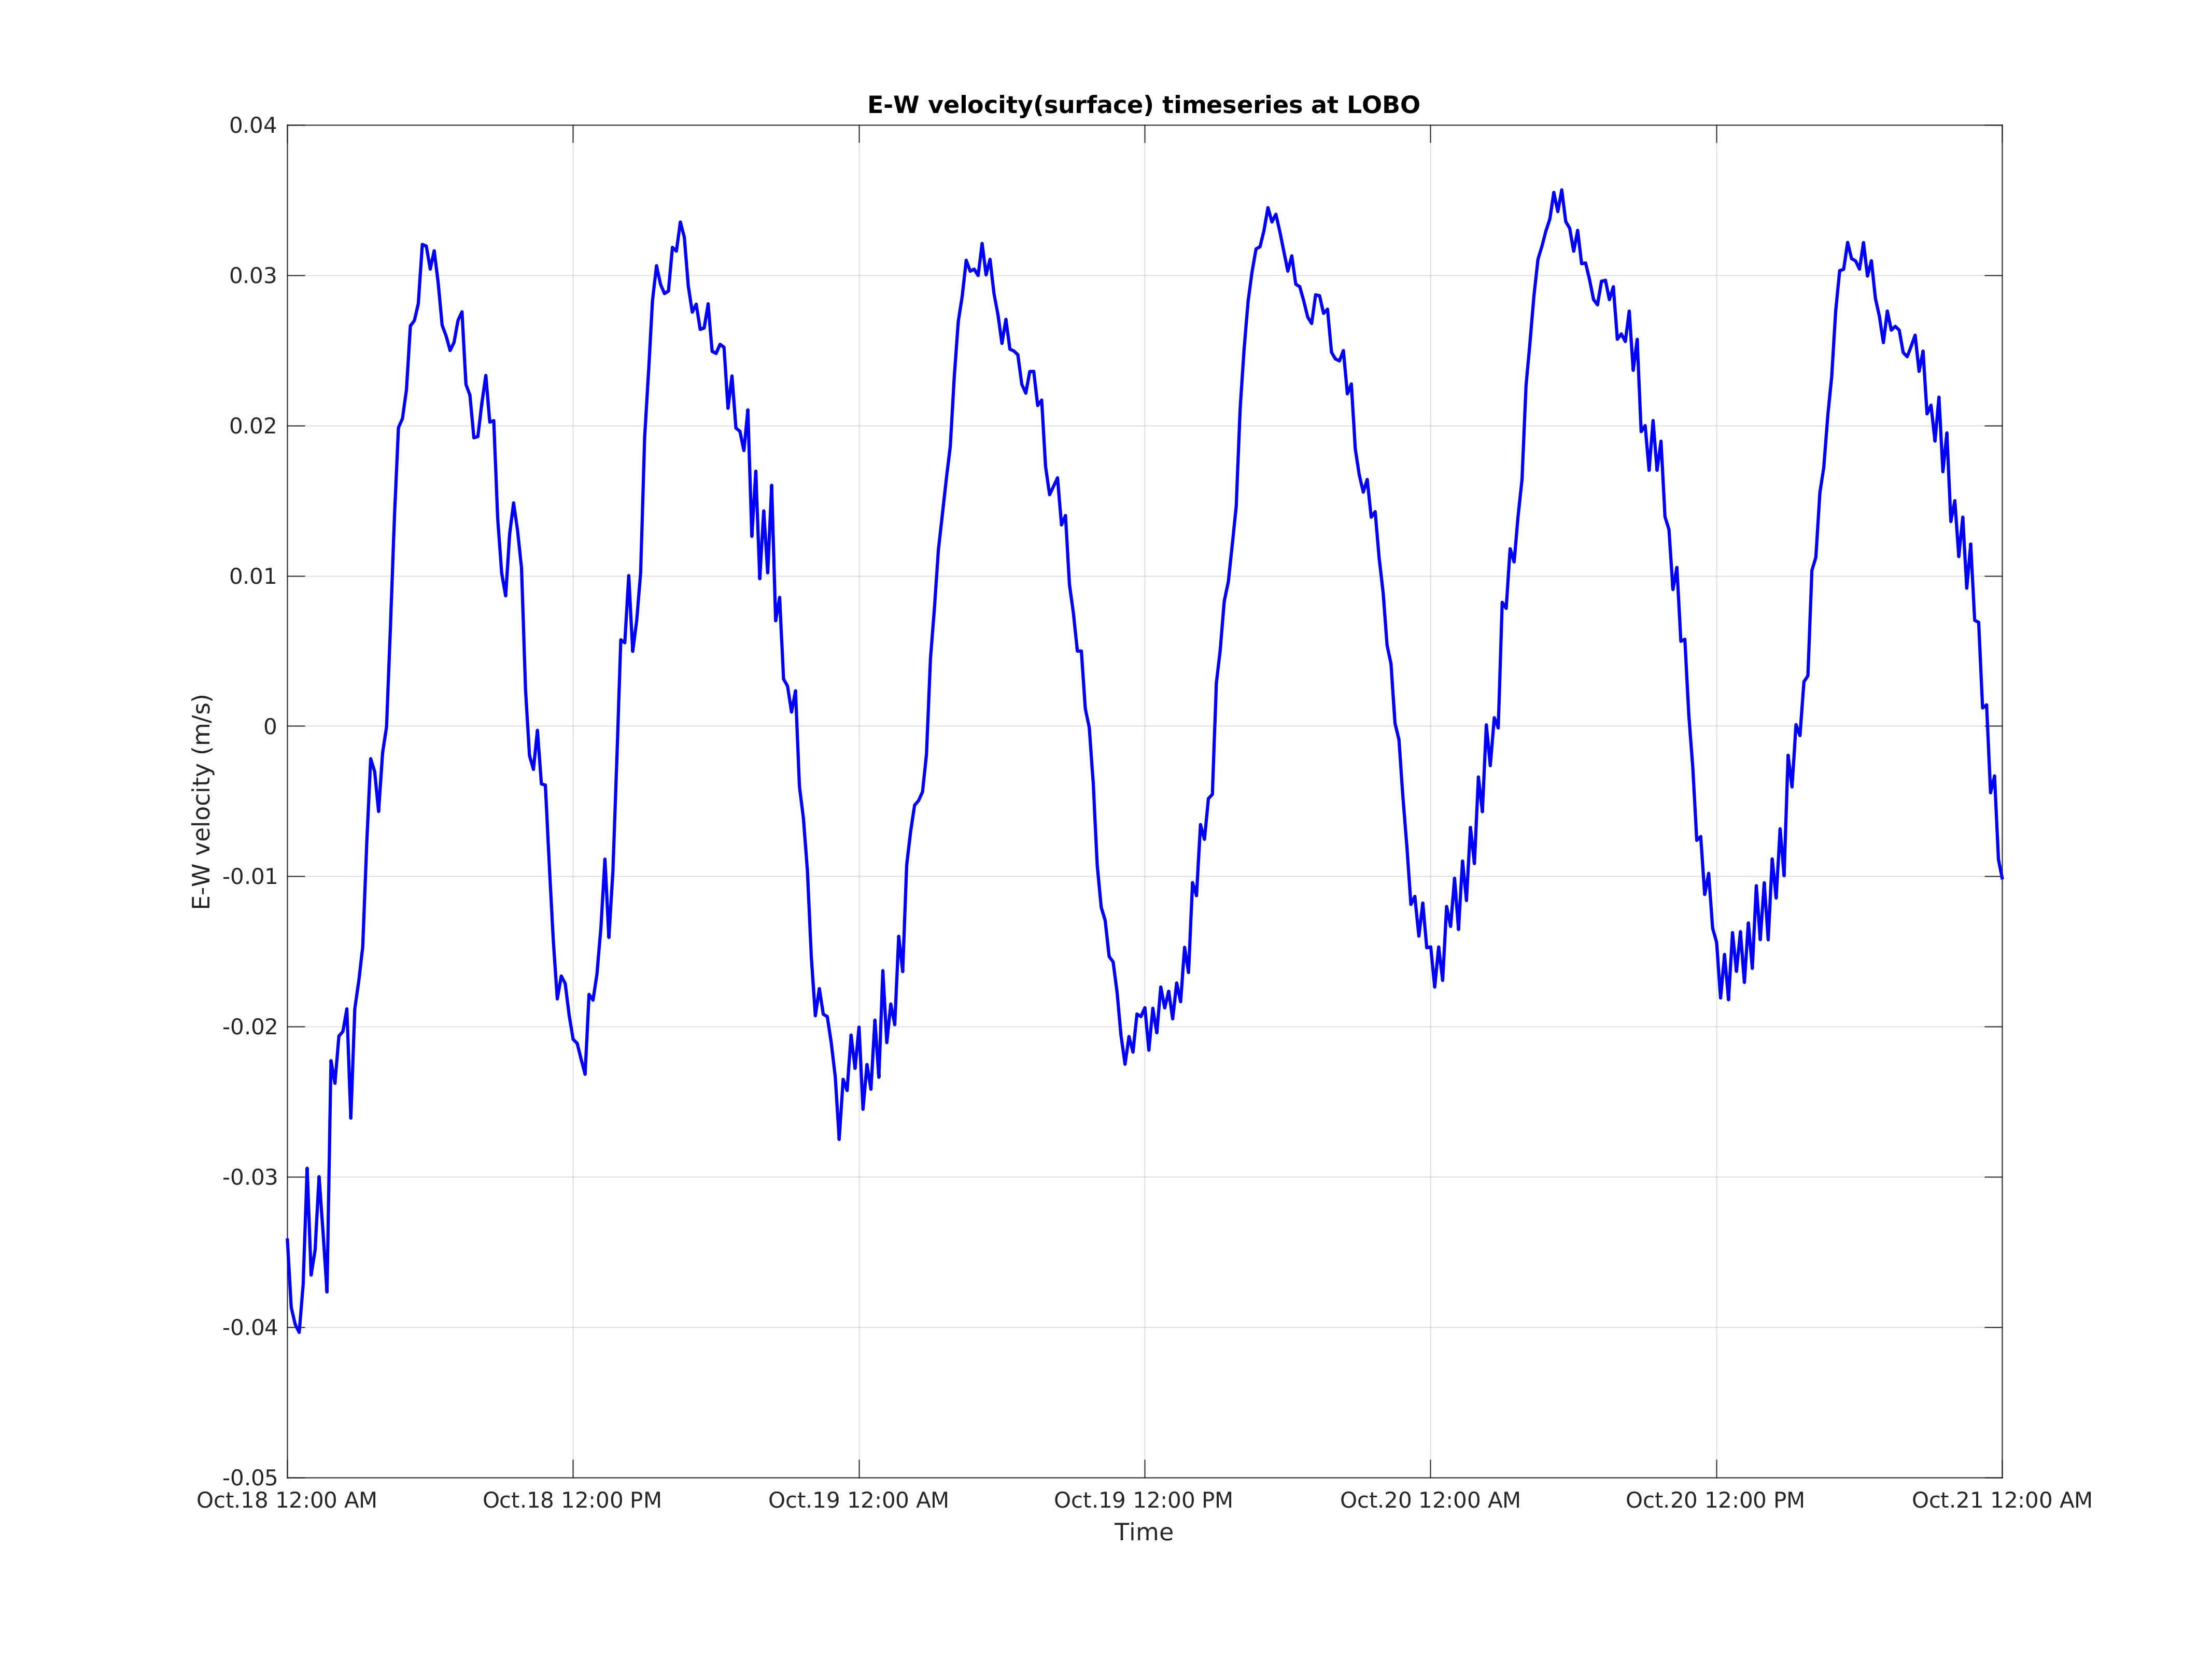 E-W velocity(surface) timeseries at LOBO
0.04
0.03
0.02
0.01
0
-0.01
-0.02
-0.03
-0.04
-0.05
E-W velocity (m/s)
Oct.18 12:00 AM Oct.18 12:00 PM Oct.19 12:00 AM Oct.19 12:00 PM Oct.20 12:00 AM Oct.20 12:00 PM Oct.21 12:00 AM
Time